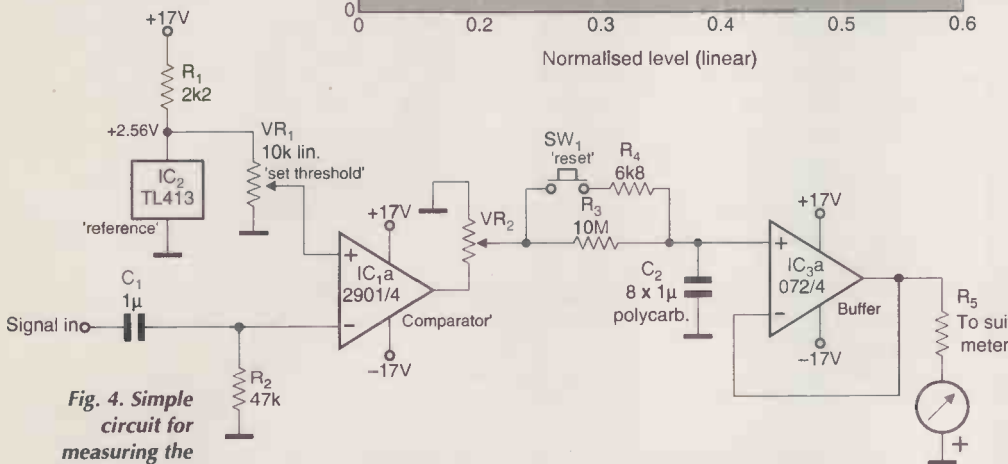 0
0
0.2
0.3
0.4
0.5
0.6
Normalised level (linear)
+17V
R1
2k2
+2.56V
VR1
10k lin.
'set threshold'
IC2
TL413
'reference'
C1
1μ
Signal in
R2
47k
+17V
+
IC1a
2901/4
−
Comparator'
−17V
VR2
SW1
'reset'
R4
6k8
R3
10M
C2
8 x 1μ
polycarb.
+17V
+
IC3a
072/4
−
Buffer
−17V
R5
To sui
meter
+
Fig. 4. Simple
circuit for
measuring the